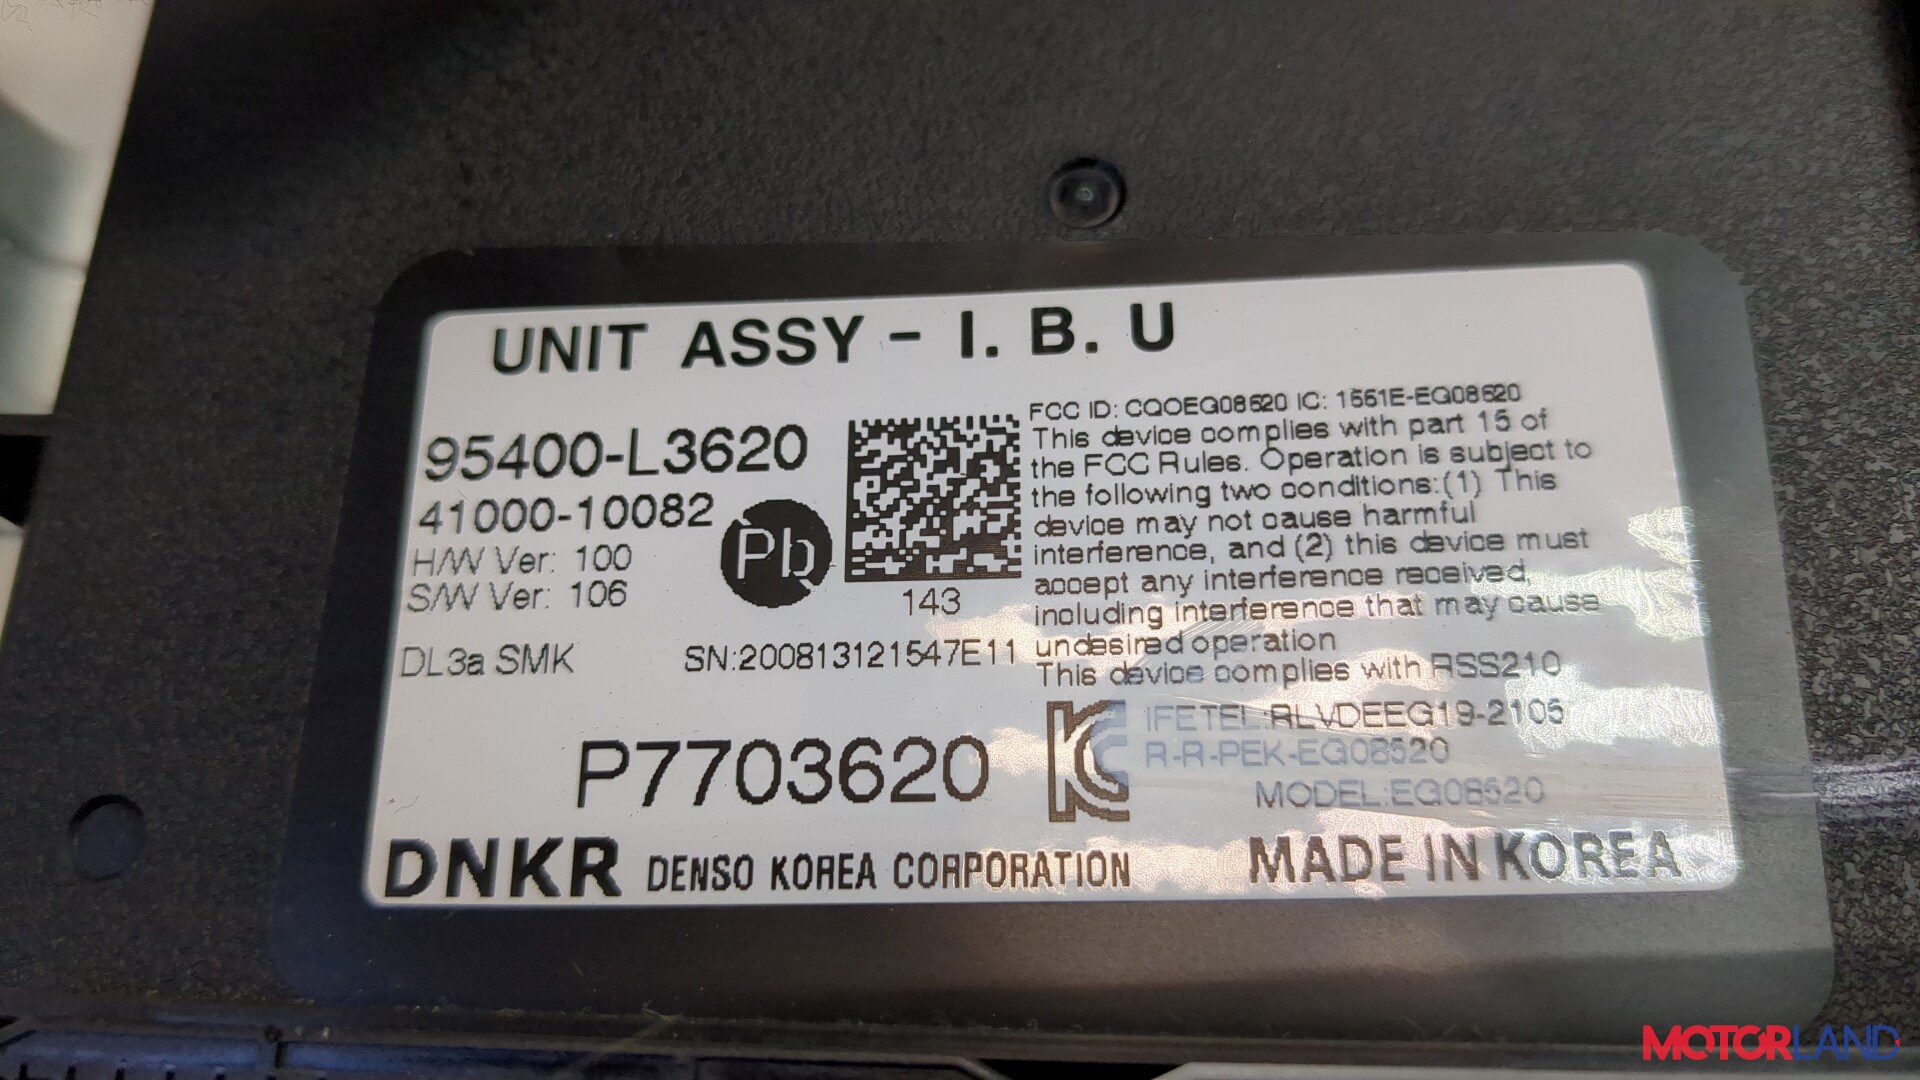 UNIT ASSY - I. B. U
95400-L3620
41000-10082
H/W Ver: 100
S/W Ver: 106
Pb
143
DL3a SMK
SN:200813121547E11
FCC ID: CQOEG08520 IC: 1551E-EG08520
This device complies with part 15 of
the FCC Rules. Operation is subject to
the following two conditions:(1) This
device may not cause harmful
interference, and (2) this device must
accept any interference received,
including interference that may cause
undesired operation
This device complies with RSS210
IFETEL:RLVDEEG19-2105
R-R-PEK-EG08520
MODEL:EG08520
P7703620
DNKR DENSO KOREA CORPORATION
MADE IN KOREA
MOTORLAND